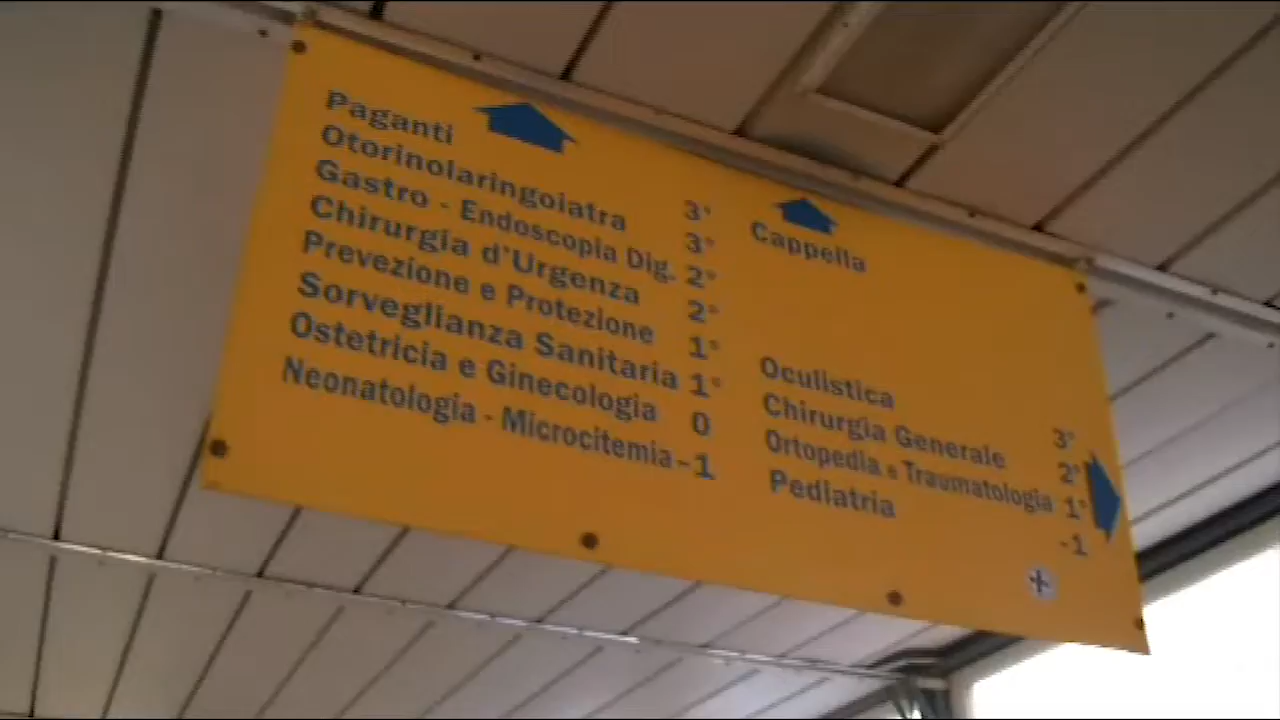 Paganti 3°
Otorinolaringoiatra 3°
Gastro - Endoscopia Dig. 2°
Chirurgia d'Urgenza 2°
Prevezione e Protezione 1°
Sorveglianza Sanitaria 1°
Ostetricia e Ginecologia 0
Neonatologia - Microcitemia -1
Cappella
Oculistica 3°
Chirurgia Generale 2°
Ortopedia e Traumatologia 1°
Pediatria -1